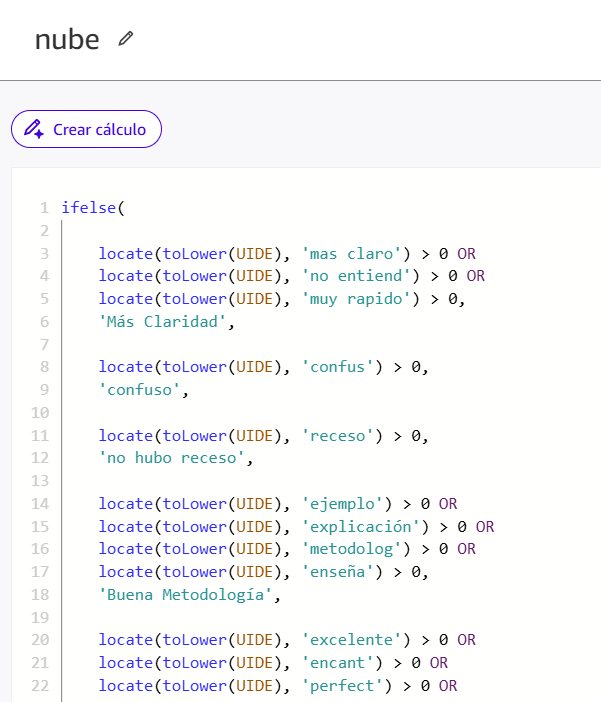 nube
Crear cálculo
1 ifelse(
2
3 locate(toLower(UIDE), 'mas claro') > 0 OR
4 locate(toLower(UIDE), 'no entiend') > 0 OR
5 locate(toLower(UIDE), 'muy rapido') > 0,
6 'Más Claridad',
7
8 locate(toLower(UIDE), 'confus') > 0,
9 'confuso',
10
11 locate(toLower(UIDE), 'receso') > 0,
12 'no hubo receso',
13
14 locate(toLower(UIDE), 'ejemplo') > 0 OR
15 locate(toLower(UIDE), 'explicación') > 0 OR
16 locate(toLower(UIDE), 'metodolog') > 0 OR
17 locate(toLower(UIDE), 'enseña') > 0,
18 'Buena Metodología',
19
20 locate(toLower(UIDE), 'excelente') > 0 OR
21 locate(toLower(UIDE), 'encant') > 0 OR
22 locate(toLower(UIDE), 'perfect') > 0 OR